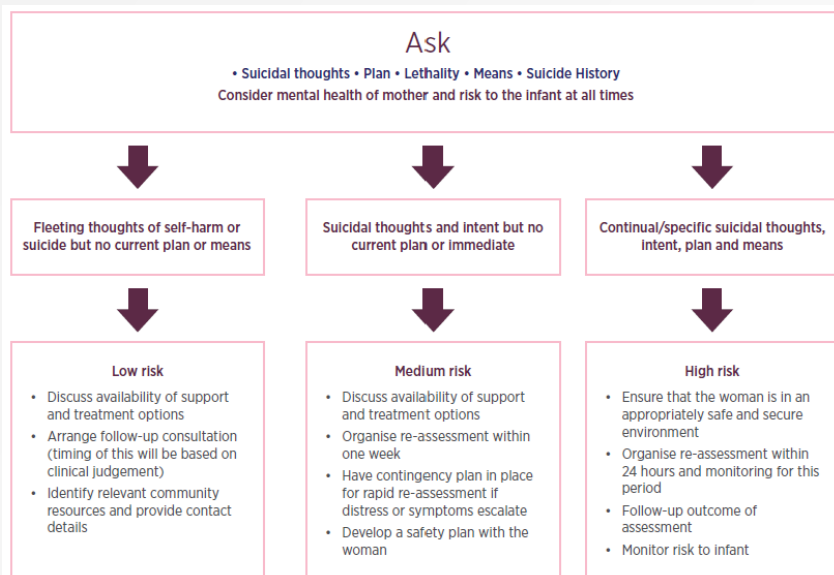 Ask
• Suicidal thoughts • Plan • Lethality • Means • Suicide History
Consider mental health of mother and risk to the infant at all times
Fleeting thoughts of self-harm or
suicide but no current plan or means
Suicidal thoughts and intent but no
current plan or immediate
Continual/specific suicidal thoughts,
intent, plan and means
Low risk
• Discuss availability of support
and treatment options
• Arrange follow-up consultation
(timing of this will be based on
clinical judgement)
• Identify relevant community
resources and provide contact
details
Medium risk
• Discuss availability of support
and treatment options
• Organise re-assessment within
one week
• Have contingency plan in place
for rapid re-assessment if
distress or symptoms escalate
• Develop a safety plan with the
woman
High risk
• Ensure that the woman is in an
appropriately safe and secure
environment
• Organise re-assessment within
24 hours and monitoring for this
period
• Follow-up outcome of
assessment
• Monitor risk to infant